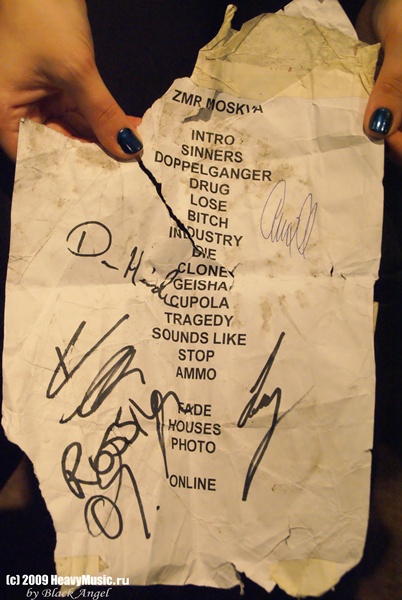 ZMR MOSKVA
INTRO
SINNERS
DOPPELGANGER
DRUG
LOSE
BITCH
INDUSTRY
DIE
CLONE
GEISHA
CUPOLA
TRAGEDY
SOUNDS LIKE
STOP
AMMO
FADE
HOUSES
PHOTO
ONLINE
(c) 2009 HeavyMusic.ru
by Black Angel